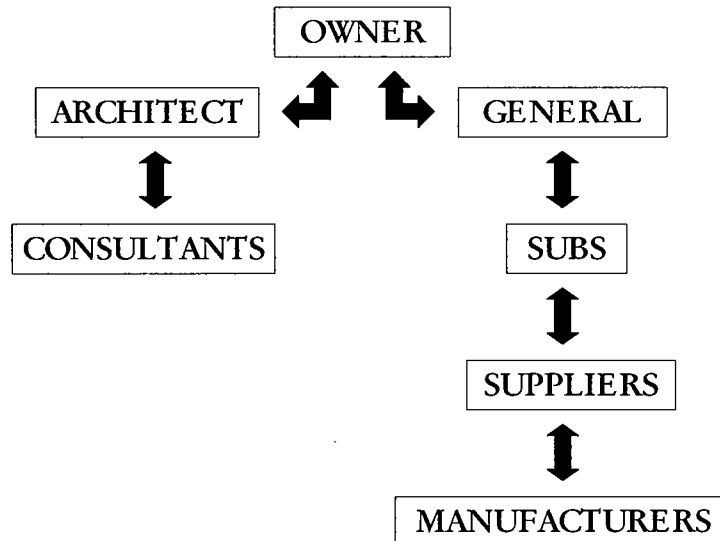 OWNER
ARCHITECT
GENERAL
CONSULTANTS
SUBS
SUPPLIERS
MANUFACTURERS